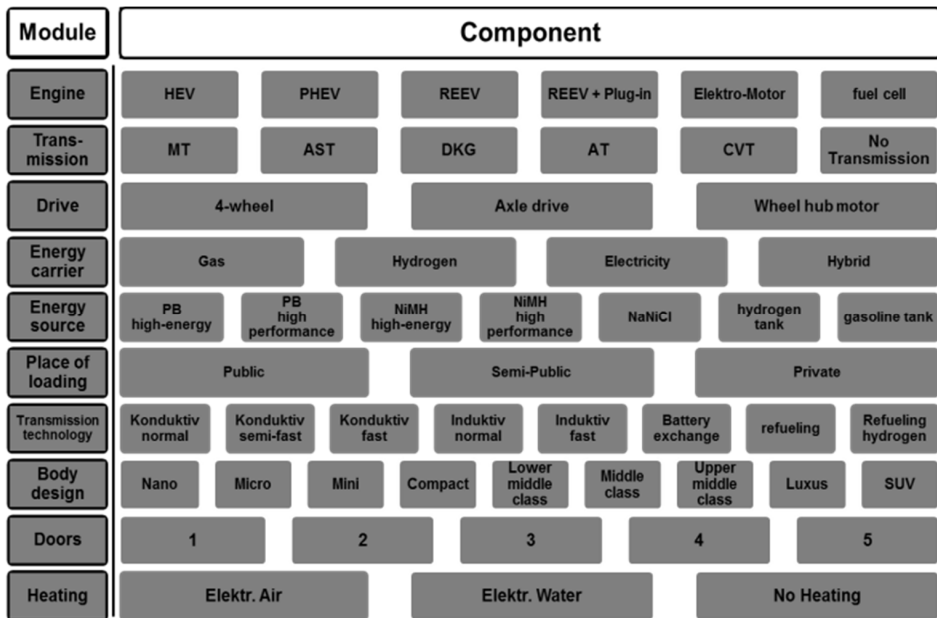 Module Component
Engine HEV PHEV REEV REEV + Plug-in Elektro-Motor fuel cell
Trans-
mission MT AST DKG AT CVT No
Transmission
Drive 4-wheel Axle drive Wheel hub motor
Energy
carrier Gas Hydrogen Electricity Hybrid
Energy
source
PB
high-energy
PB
high
performance
NiMH
high-energy
NiMH
high
performance
NaNiCl
hydrogen
tank
gasoline tank
Place of
loading
Public Semi-Public Private
Transmission
technology
Konduktiv
normal
Konduktiv
semi-fast
Konduktiv
fast
Induktiv
normal
Induktiv
fast
Battery
exchange
refueling
Refueling
hydrogen
Body
design
Nano Micro Mini Compact
Lower
middle
class
Middle
class
Upper
middle
class
Luxus SUV
Doors 1 2 3 4 5
Heating Elektr. Air Elektr. Water No Heating